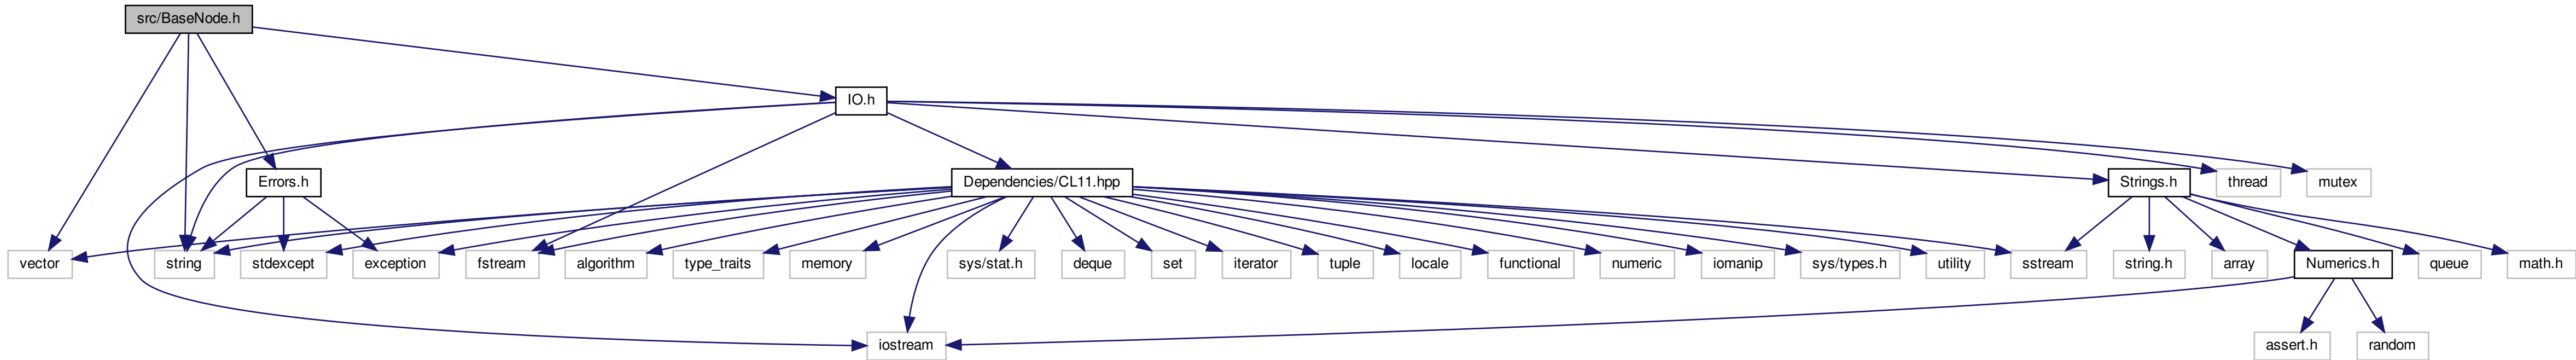 src/BaseNode.h
IO.h
Errors.h
Dependencies/CL11.hpp
Strings.h
thread
mutex
vector
string
stdexcept
exception
fstream
algorithm
type_traits
memory
sys/stat.h
deque
set
iterator
tuple
locale
functional
numeric
iomanip
sys/types.h
utility
sstream
string.h
array
Numerics.h
queue
math.h
iostream
assert.h
random